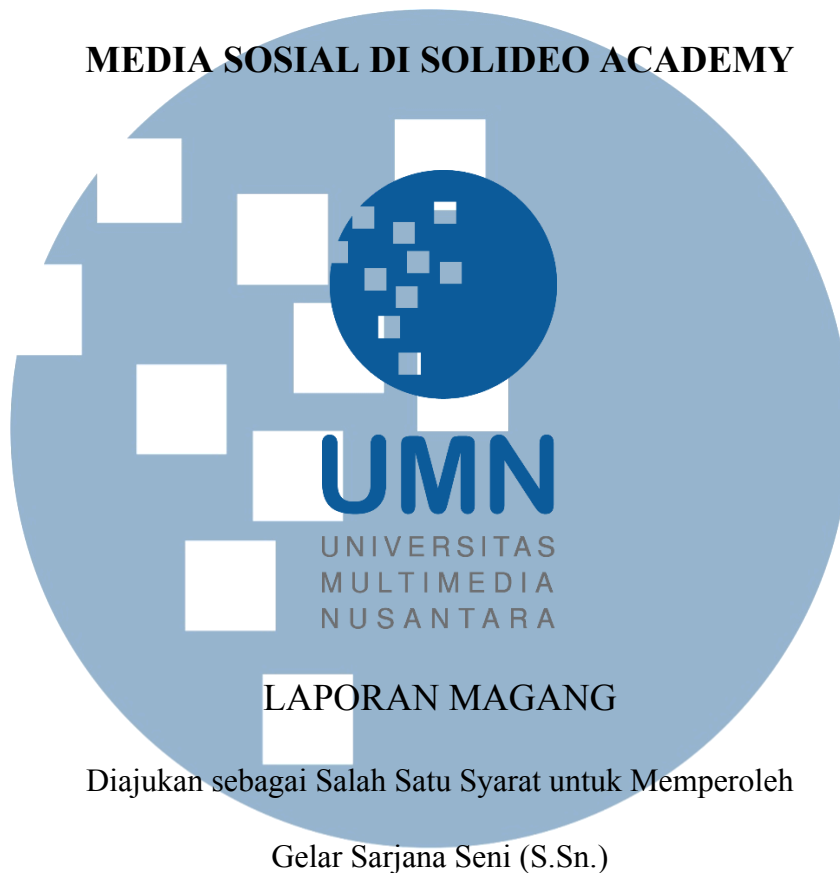 MEDIA SOSIAL DI SOLIDEO ACADEMY
UMN
UNIVERSITAS
MULTIMEDIA
NUSANTARA
LAPORAN MAGANG
Diajukan sebagai Salah Satu Syarat untuk Memperoleh
Gelar Sarjana Seni (S.Sn.)